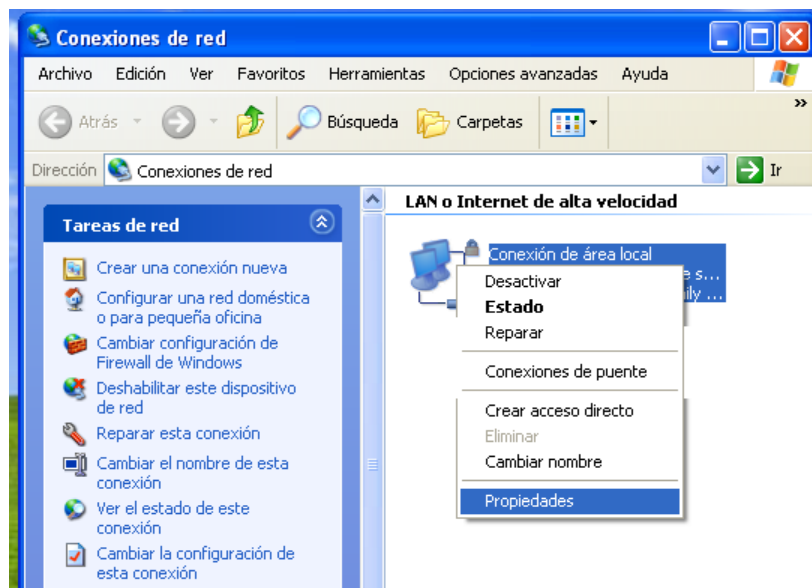 Conexiones de red
Archivo Edición Ver Favoritos Herramientas Opciones avanzadas Ayuda
Atrás Búsqueda Carpetas »
Dirección Conexiones de red Ir
Tareas de red
Crear una conexión nueva
Configurar una red doméstica
o para pequeña oficina
Cambiar configuración de
Firewall de Windows
Deshabilitar este dispositivo
de red
Reparar esta conexión
Cambiar el nombre de esta
conexión
Ver el estado de este
conexión
Cambiar la configuración de
esta conexión
LAN o Internet de alta velocidad
Conexión de área local
e s...
ily ...
Desactivar
Estado
Reparar
Conexiones de puente
Crear acceso directo
Eliminar
Cambiar nombre
Propiedades